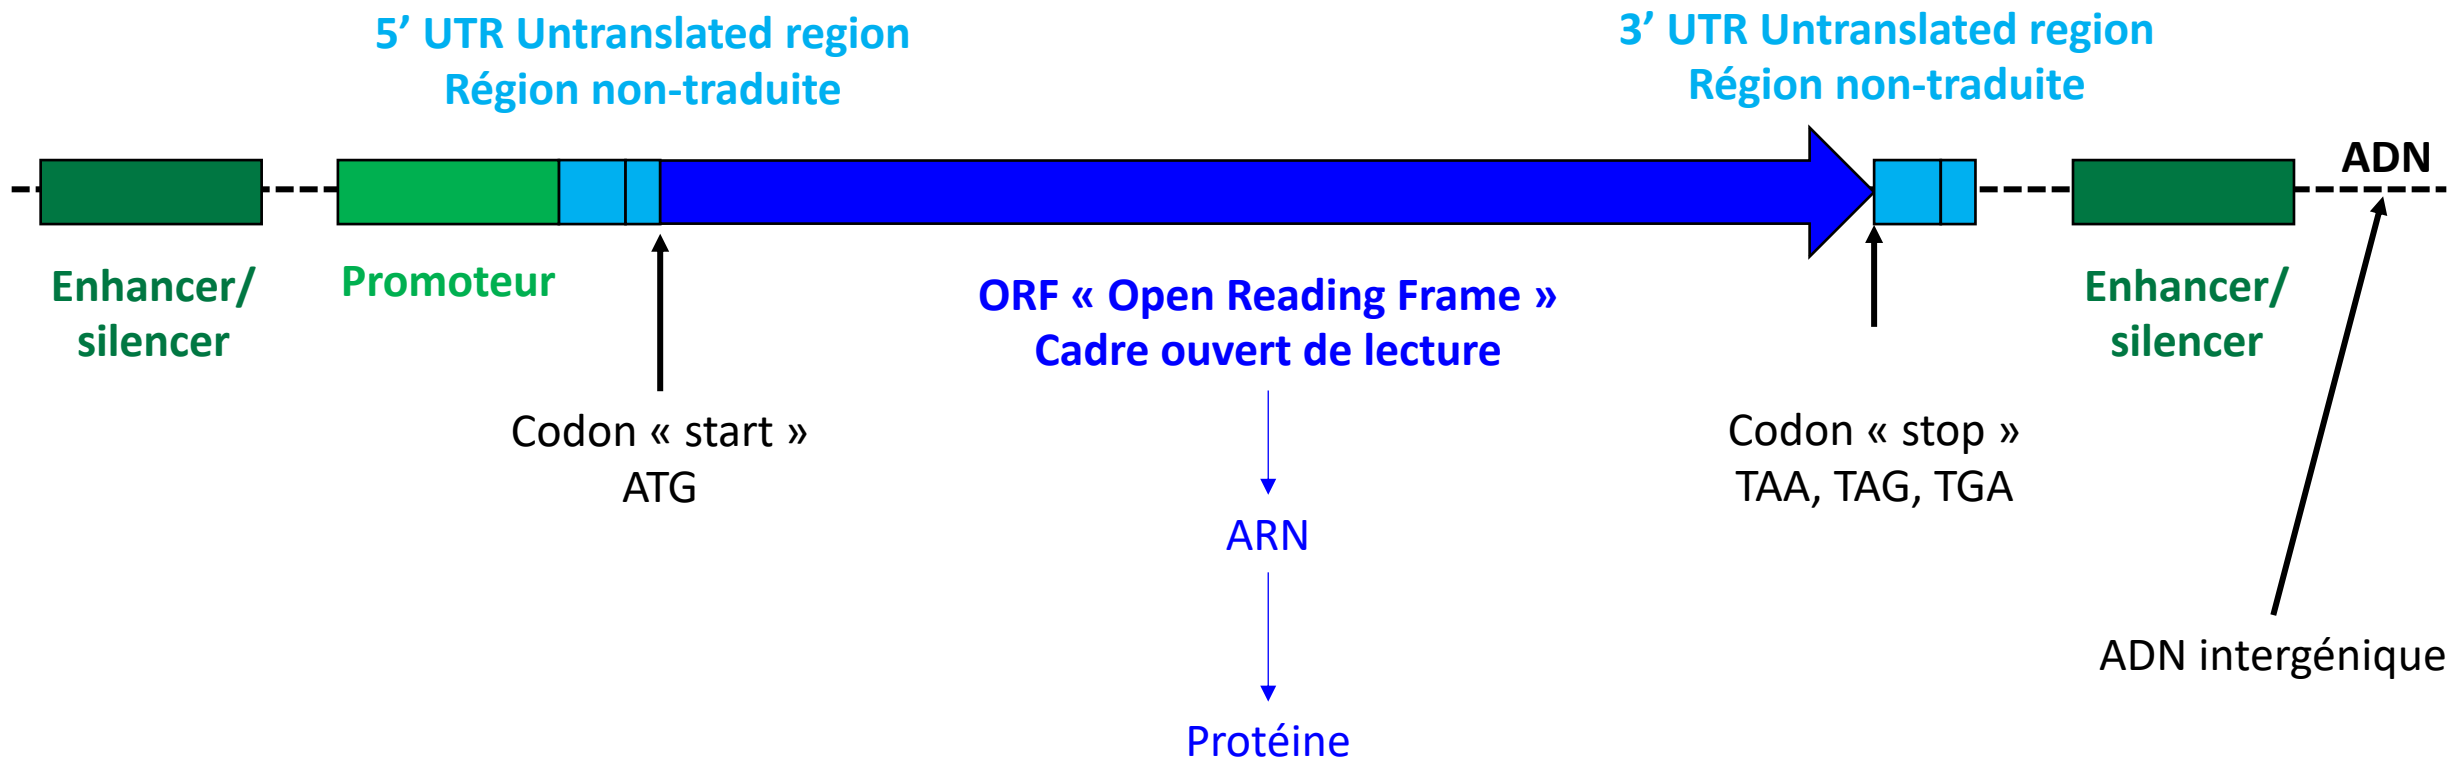 5’ UTR Untranslated region
Région non-traduite
3’ UTR Untranslated region
Région non-traduite
ADN
Enhancer/
silencer
Promoteur
ORF « Open Reading Frame »
Cadre ouvert de lecture
Enhancer/
silencer
Codon « start »
ATG
Codon « stop »
TAA, TAG, TGA
ARN
ADN intergénique
Protéine